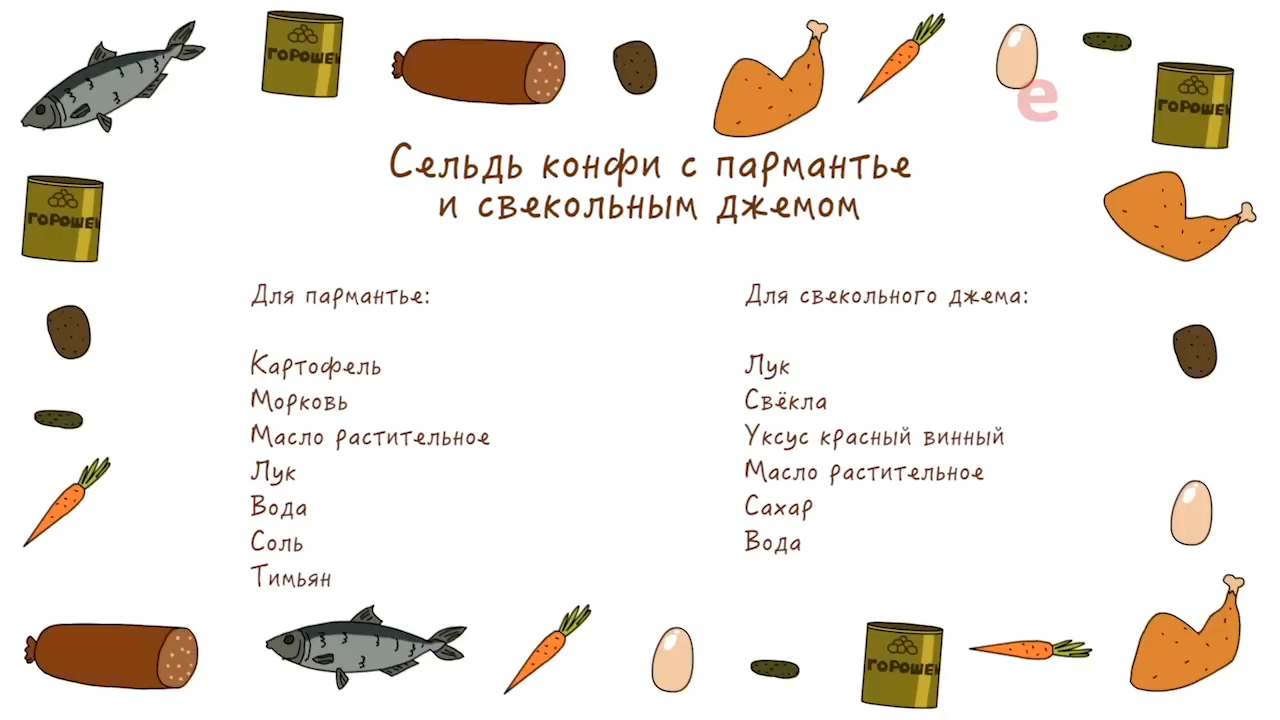 ГОРОШЕК
е
ГОРОШЕК
Сельдь конфи с пармантье
и свекольным джемом
ГОРОШЕК
Для пармантье:
Картофель
Морковь
Масло растительное
Лук
Вода
Соль
Тимьян
Для свекольного джема:
Лук
Свёкла
Уксус красный винный
Масло растительное
Сахар
Вода
ГОРОШЕК